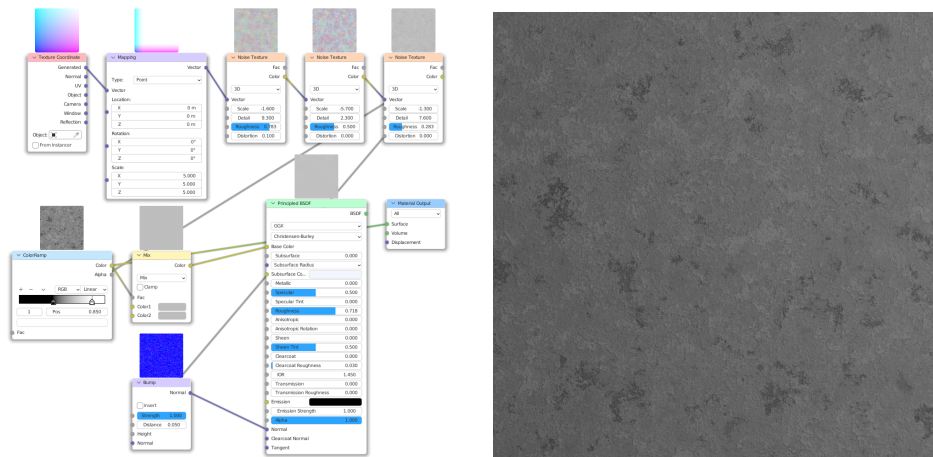 Texture Coordinate
Generated
Normal
UV
Object
Camera
Window
Reflection
Object:
From Instancer
Mapping
Vector
Type: Point
Vector
Location:
X 0 m
Y 0 m
Z 0 m
Rotation:
X 0°
Y 0°
Z 0°
Scale:
X 5.000
Y 5.000
Z 5.000
Noise Texture
Fac
Color
3D
Vector
Scale -1.600
Detail 9.300
Distortion 0.100
Noise Texture
Fac
Color
3D
Vector
Scale -5.700
Detail 2.300
Roughness 0.500
Distortion 0.000
Noise Texture
Fac
Color
3D
Vector
Scale -1.300
Detail 7.600
Roughness 0.283
Distortion 0.000
ColorRamp
Color
Alpha
RGB Linear
1 Pos 0.850
Fac
Mix
Color
Mix
Clamp
Fac
Color1
Color2
Bump
Normal
Invert
Strength 1.000
Distance 0.050
Height
Normal
Principled BSDF
BSDF
GGX
Christensen-Burley
Base Color
Subsurface 0.000
Subsurface Radius
Subsurface Co...
Metallic 0.000
Specular 0.500
Specular Tint 0.000
Roughness 0.718
Anisotropic 0.000
Anisotropic Rotation 0.000
Sheen 0.000
Sheen Tint 0.500
Clearcoat 0.000
Clearcoat Roughness 0.030
IOR 1.450
Transmission 0.000
Transmission Roughness 0.000
Emission
Emission Strength 1.000
Alpha 1.000
Normal
Clearcoat Normal
Tangent
Material Output
All
Surface
Volume
Displacement